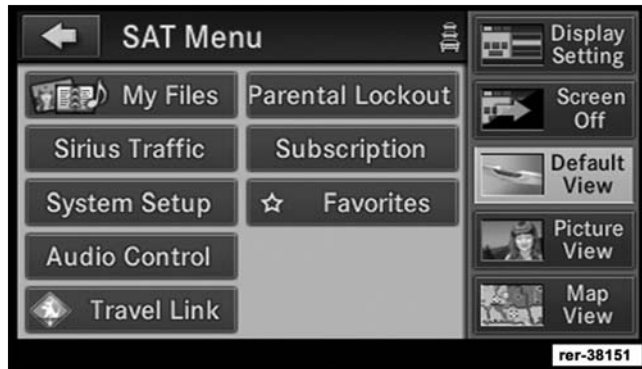 SAT Menu
My Files
Parental Lockout
Sirius Traffic
Subscription
System Setup
Favorites
Audio Control
Travel Link
Display
Setting
Screen
Off
Default
View
Picture
View
Map
View
rer-38151